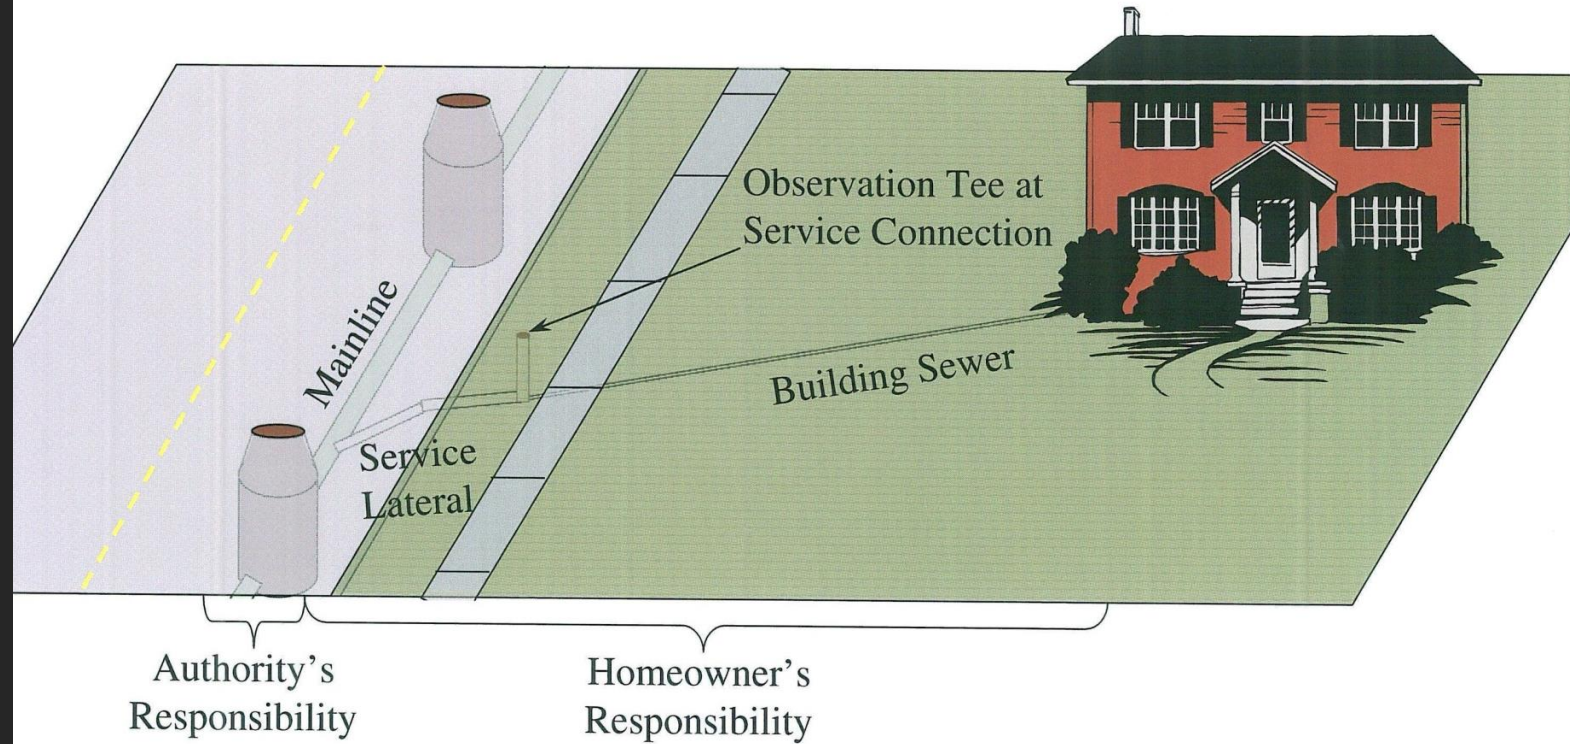 Observation Tee at
Service Connection
Mainline
Building Sewer
Service
Lateral
Authority's
Responsibility
Homeowner's
Responsibility